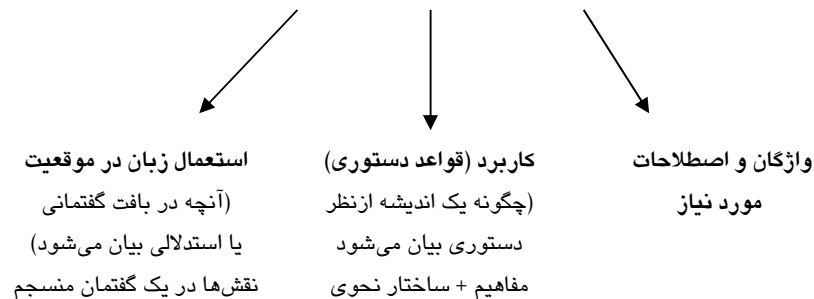 واژگان و اصطلاحات
مورد نیاز
کاربرد (قواعد دستوری)
(چگونه یک اندیشه ازنظر
دستوری بیان می‌شود
مفاهیم + ساختار نحوی
استعمال زبان در موقعیت
(آنچه در بافت گفتمانی
یا استدلالی بیان می‌شود)
نقش‌ها در یک گفتمان منسجم